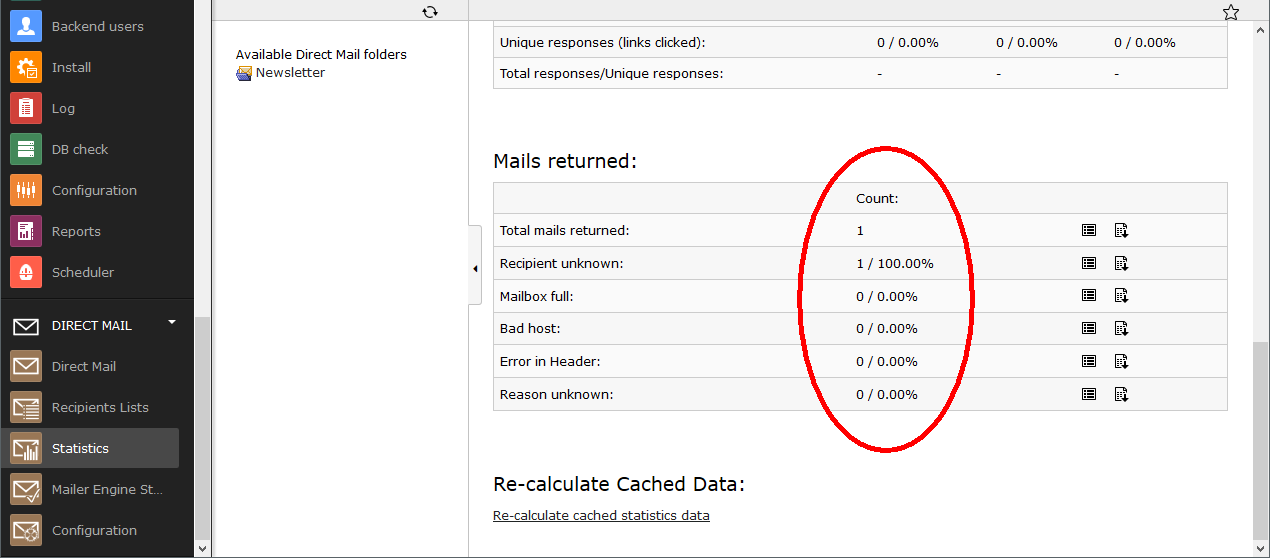 Backend users
Install
Log
DB check
Configuration
Reports
Scheduler
DIRECT MAIL
Direct Mail
Recipients Lists
Statistics
Mailer Engine St...
Configuration
Available Direct Mail folders
Newsletter
Unique responses (links clicked): 0 / 0.00% 0 / 0.00% 0 / 0.00%
Total responses/Unique responses: - - -
Mails returned:
Count:
Total mails returned: 1
Recipient unknown: 1 / 100.00%
Mailbox full: 0 / 0.00%
Bad host: 0 / 0.00%
Error in Header: 0 / 0.00%
Reason unknown: 0 / 0.00%
Re-calculate Cached Data:
Re-calculate cached statistics data